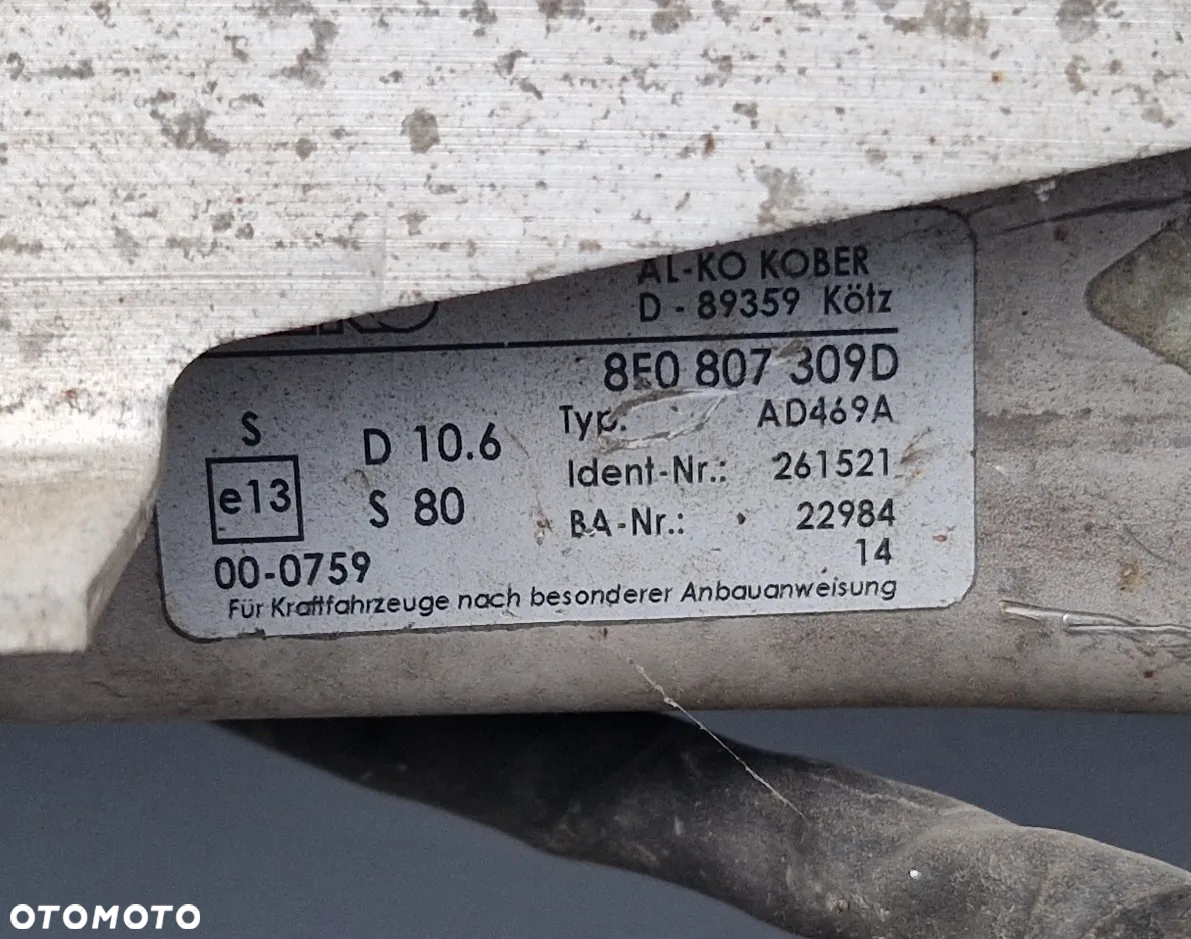 AL-KO KOBER
D - 89359 Kötz
KO
8E0 807 309D
Typ. AD469A
S
D 10.6
Ident-Nr.: 261521
e13
S 80
BA-Nr.: 22984
14
00-0759
Für Kraftfahrzeuge nach besonderer Anbauanweisung
OTOMOTO